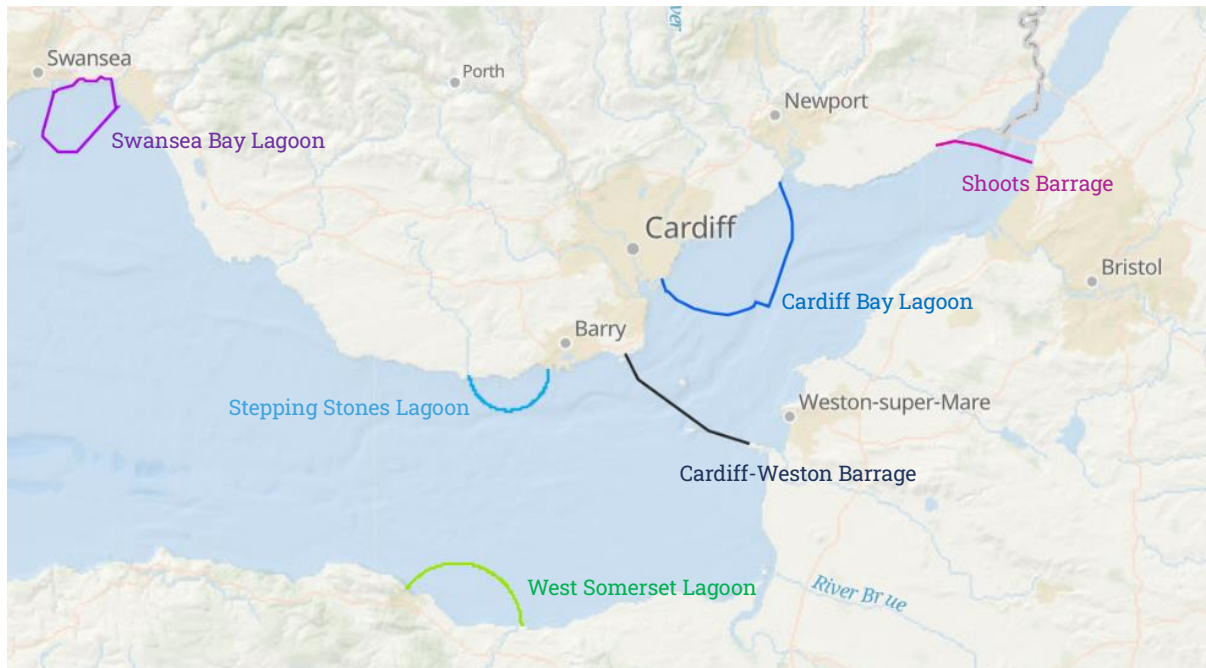 ver
Swansea
Porth
Newport
Swansea Bay Lagoon
Shoots Barrage
Cardiff
Bristol
Cardiff Bay Lagoon
Barry
Stepping Stones Lagoon
Weston-super-Mare
Cardiff-Weston Barrage
West Somerset Lagoon
River Brue